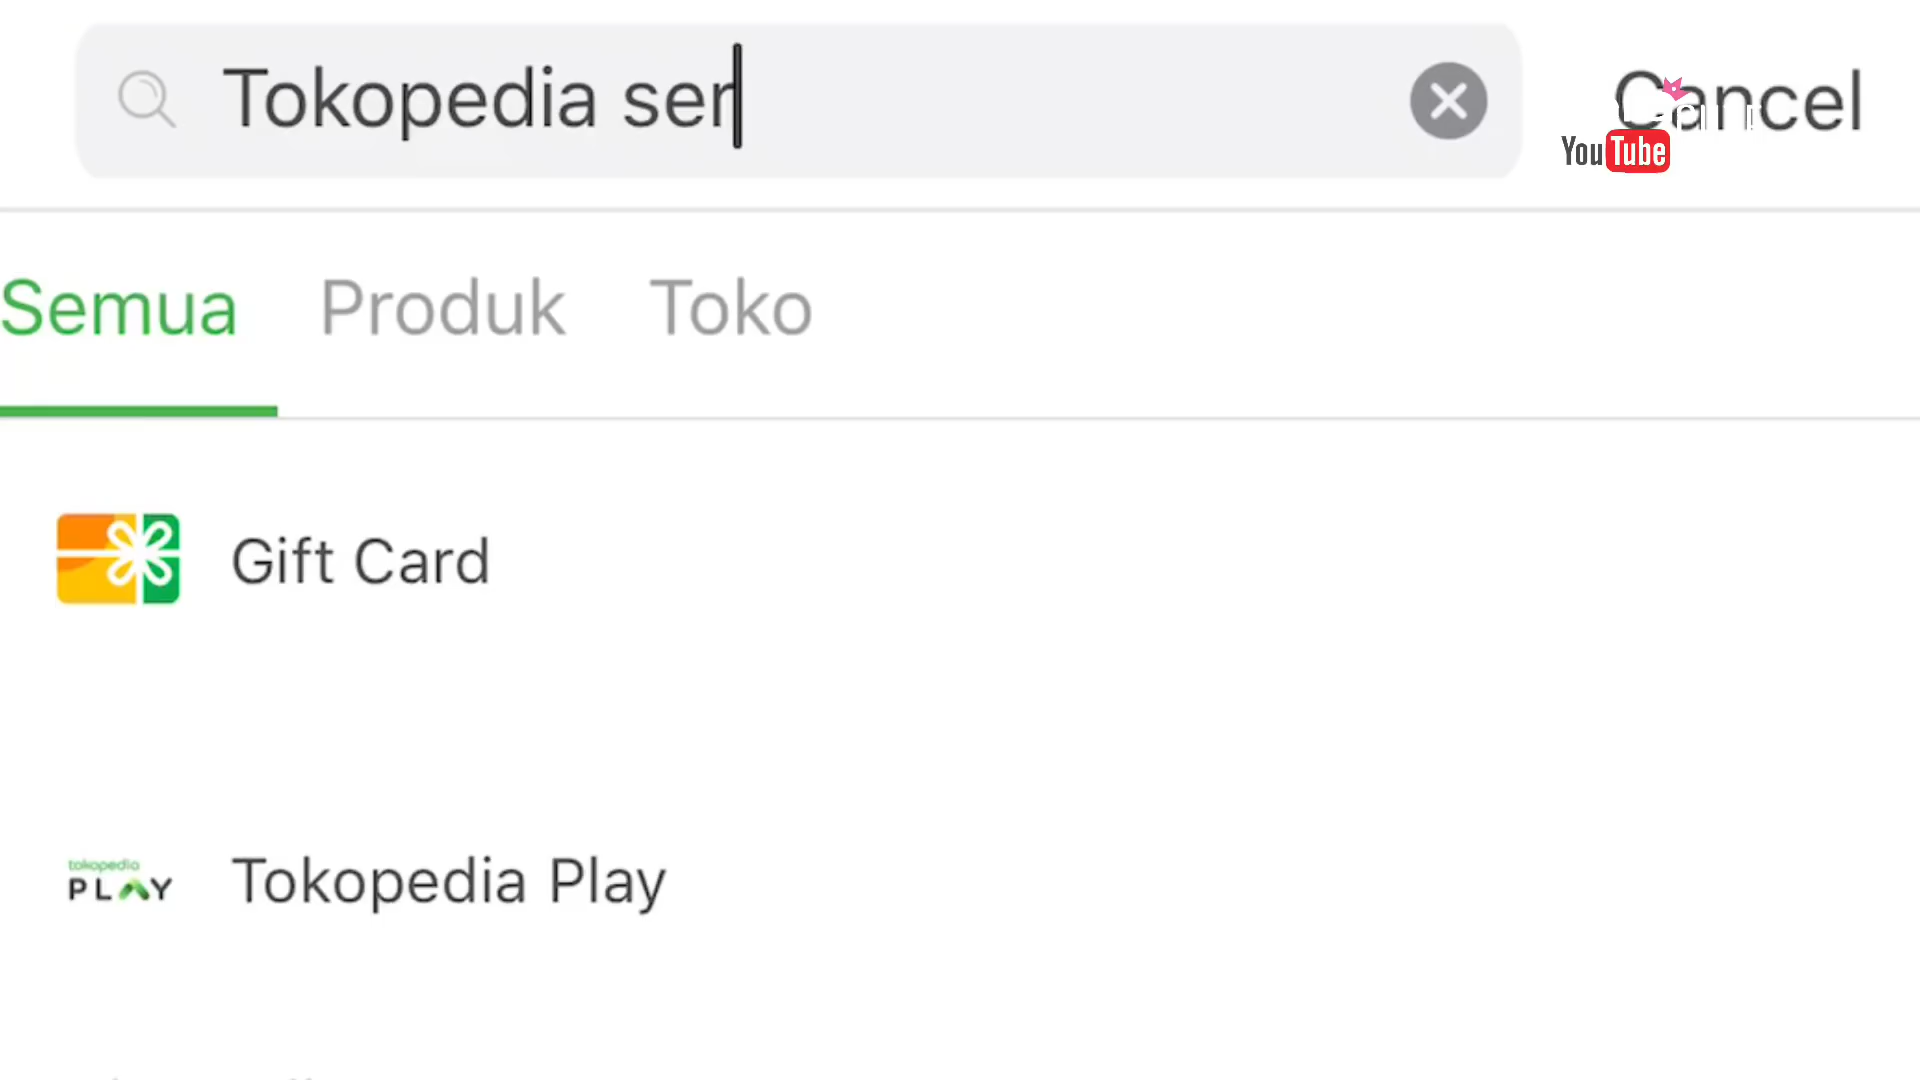 Tokopedia ser
Cancel
YouTube
Semua
Produk
Toko
Gift Card
tokopedia
PLAY
Tokopedia Play